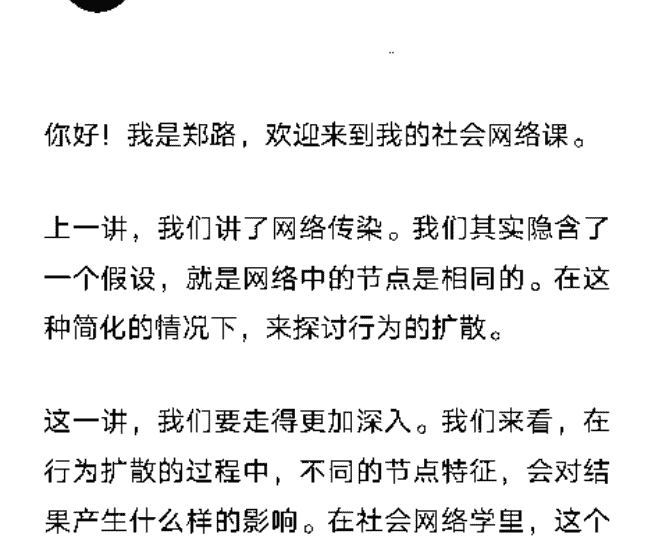 你好！我是郑路，欢迎来到我的社会网络课。
上一讲，我们讲了网络传染。我们其实隐含了
一个假设，就是网络中的节点是相同的。在这
种简化的情况下，来探讨行为的扩散。
这一讲，我们要走得更加深入。我们来看，在
行为扩散的过程中，不同的节点特征，会对结
果产生什么样的影响。在社会网络学里，这个